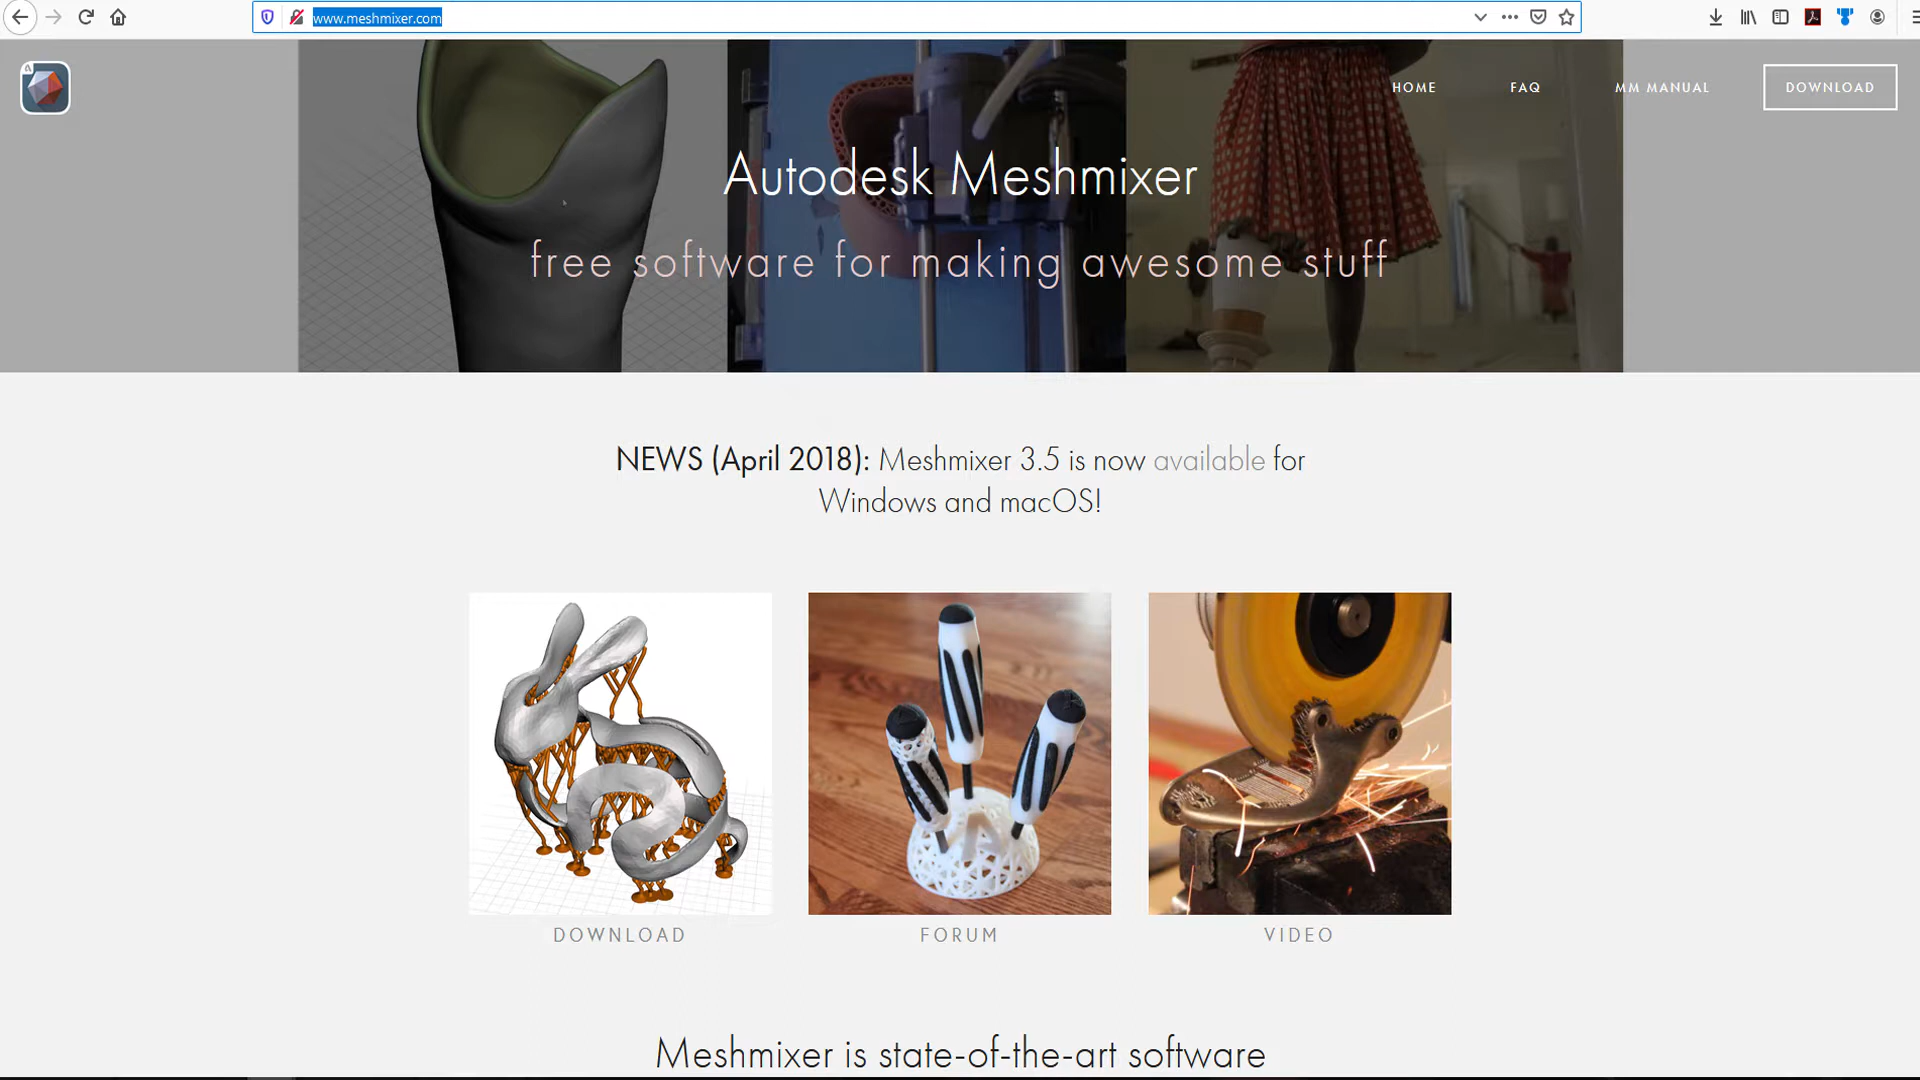 www.meshmixer.com
HOME
FAQ
MM MANUAL
DOWNLOAD
Autodesk Meshmixer
free software for making awesome stuff
NEWS (April 2018): Meshmixer 3.5 is now available for
Windows and macOS!
DOWNLOAD
FORUM
VIDEO
Meshmixer is state-of-the-art software